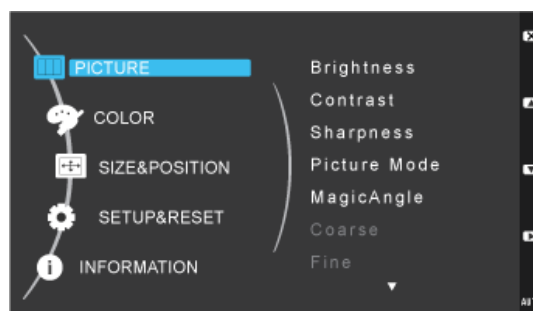 PICTURE
COLOR
SIZE&POSITION
SETUP&RESET
INFORMATION
Brightness
Contrast
Sharpness
Picture Mode
MagicAngle
Coarse
Fine